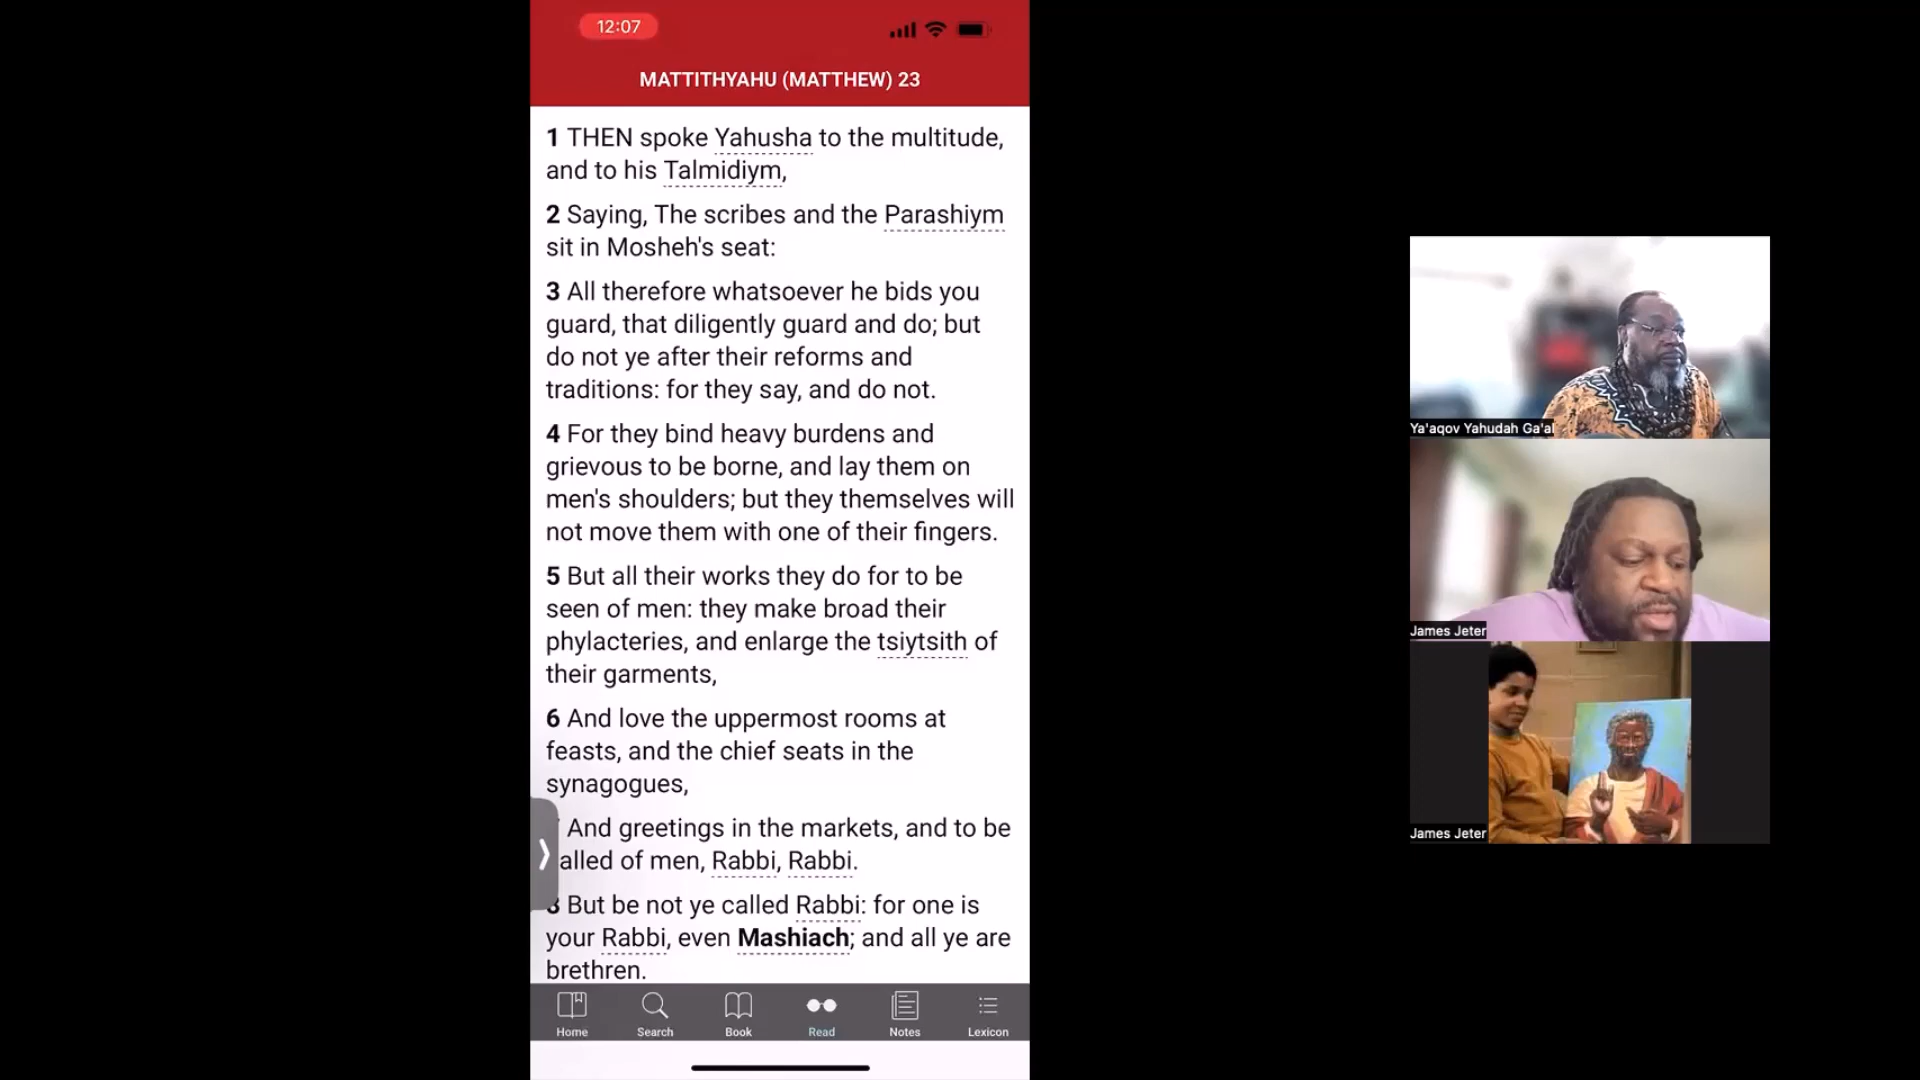 12:07
MATTITHYAHU (MATTHEW) 23
1 THEN spoke Yahusha to the multitude,
and to his Talmidiym,
2 Saying, The scribes and the Parashiym
sit in Mosheh's seat:
3 All therefore whatsoever he bids you
guard, that diligently guard and do; but
do not ye after their reforms and
traditions: for they say, and do not.
4 For they bind heavy burdens and
grievous to be borne, and lay them on
men's shoulders; but they themselves will
not move them with one of their fingers.
5 But all their works they do for to be
seen of men: they make broad their
phylacteries, and enlarge the tsiytsith of
their garments,
6 And love the uppermost rooms at
feasts, and the chief seats in the
synagogues,
And greetings in the markets, and to be
alled of men, Rabbi, Rabbi.
8 But be not ye called Rabbi: for one is
your Rabbi, even Mashiach; and all ye are
brethren.
Home Search Book Read Notes Lexicon
Ya'aqov Yahudah Ga'al
James Jeter
James Jeter